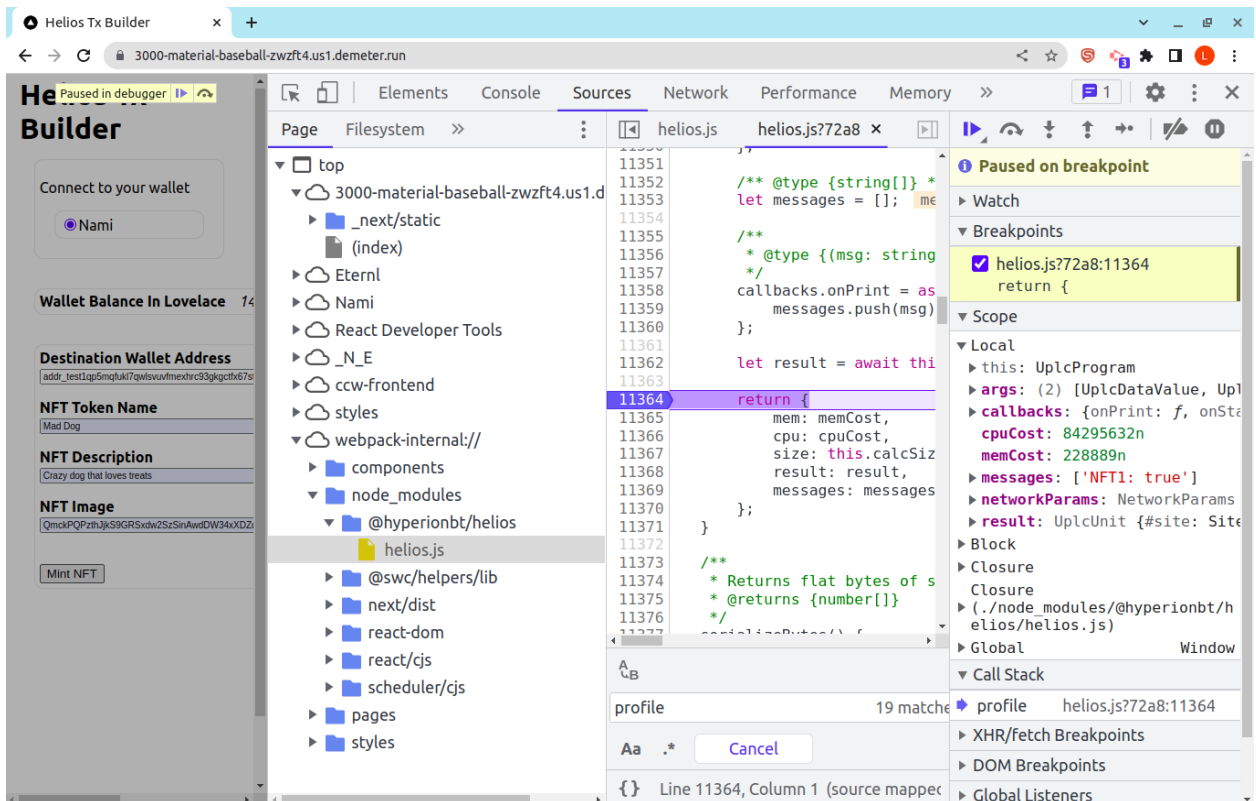 Helios Tx Builder
3000-material-baseball-zwzft4.us1.demeter.run
3
L
Paused in debugger
Builder
Connect to your wallet
Nami
Wallet Balance In Lovelace 14
Destination Wallet Address
NFT Token Name
Mad Dog
NFT Description
Crazy dog that loves treats
NFT Image
Mint NFT
Elements Console Sources Network Performance Memory
1
Page Filesystem
top
3000-material-baseball-zwzft4.us1.d
_next/static
(index)
Eternl
Nami
React Developer Tools
_N_E
ccw-frontend
styles
webpack-internal://
components
node_modules
@hyperionbt/helios
helios.js
@swc/helpers/lib
next/dist
react-dom
react/cjs
scheduler/cjs
pages
styles
helios.js helios.js?72a8
11350 };
11351
11352 /** @type {string[]} *
11353 let messages = []; me
11354
11355 /**
11356 * @type {(msg: string
11357 */
11358 callbacks.onPrint = as
11359 messages.push(msg)
11360 };
11361
11362 let result = await thi
11363
11364 return {
11365 mem: memCost,
11366 cpu: cpuCost,
11367 size: this.calcSiz
11368 result: result,
11369 messages: messages
11370 };
11371 }
11372
11373 /**
11374 * Returns flat bytes of s
11375 * @returns {number[]}
11376 */
11377 serializeBytes() {
profile 19 matche
Aa .* Cancel
{} Line 11364, Column 1 (source mapped
Paused on breakpoint
Watch
Breakpoints
helios.js?72a8:11364
return {
Scope
Local
this: UplcProgram
args: (2) [UplcDataValue, Upl
callbacks: {onPrint: ƒ, onSta
cpuCost: 84295632n
memCost: 228889n
messages: ['NFT1: true']
networkParams: NetworkParams
result: UplcUnit {#site: Site
Block
Closure
Closure
(./node_modules/@hyperionbt/h
elios/helios.js)
Global Window
Call Stack
profile helios.js?72a8:11364
XHR/fetch Breakpoints
DOM Breakpoints
Global Listeners